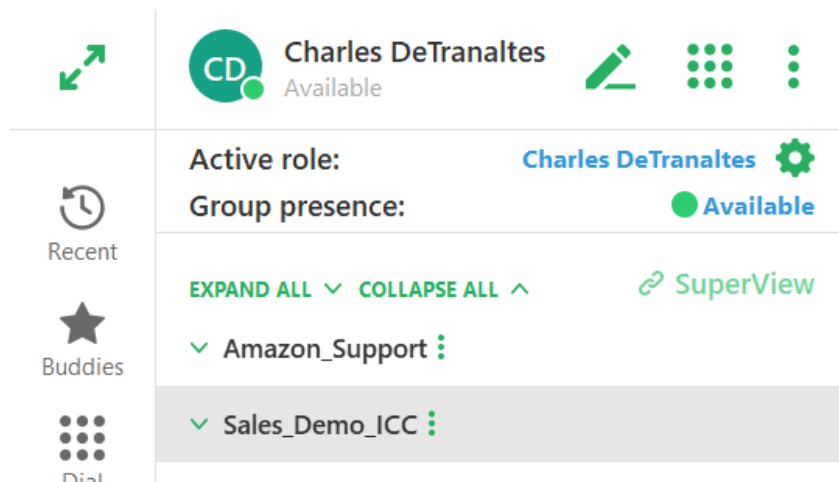 CD
Charles DeTranaltes
Available
Active role:
Charles DeTranaltes
Group presence:
Available
Recent
EXPAND ALL
COLLAPSE ALL
SuperView
Amazon_Support
Buddies
Sales_Demo_ICC
Dial